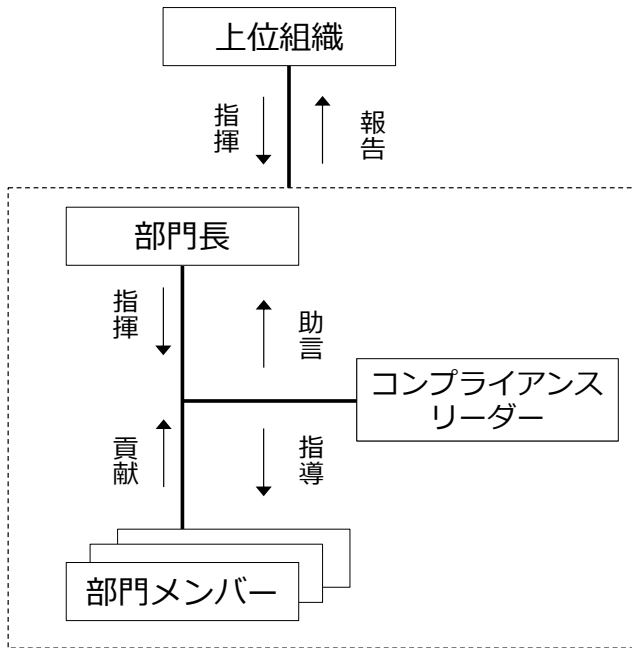 上位組織
指揮
報告
部門長
指揮
助言
コンプライアンス
リーダー
貢献
指導
部門メンバー